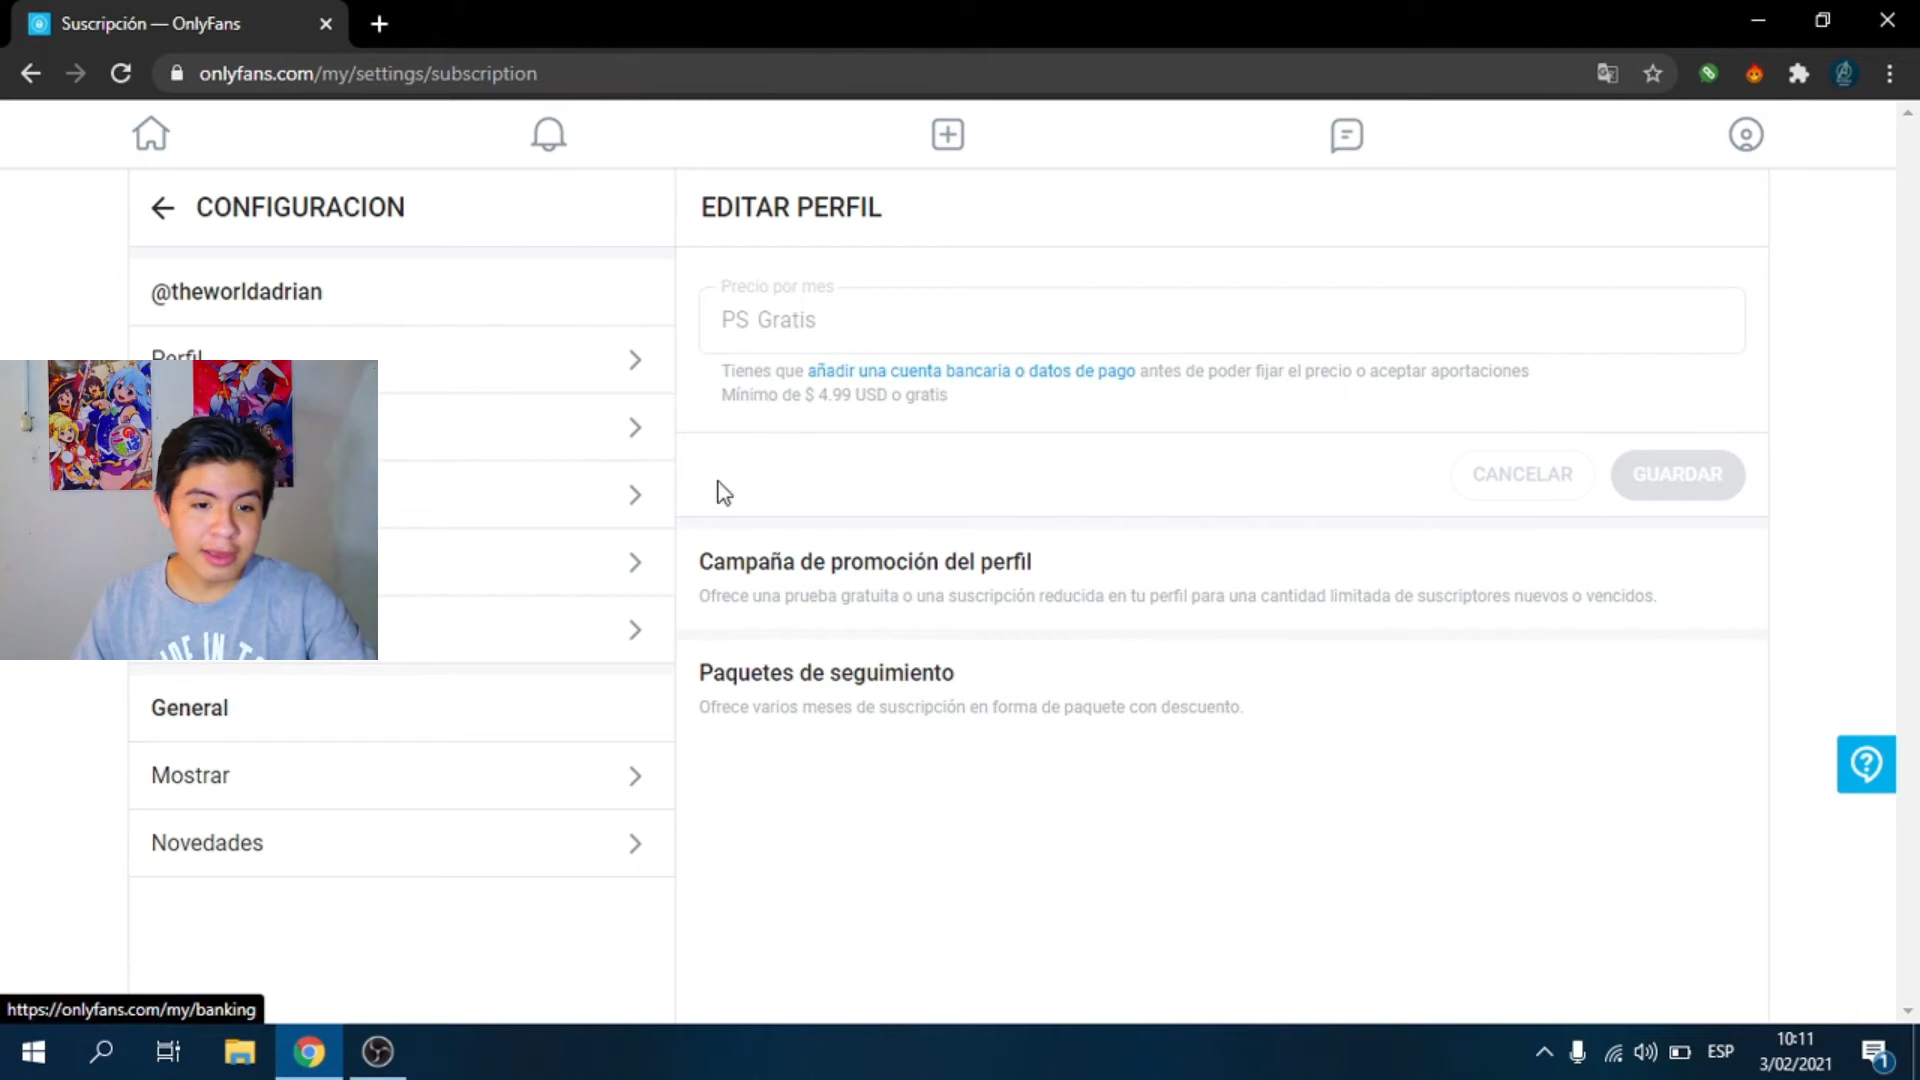 Suscripción — OnlyFans
onlyfans.com/my/settings/subscription
CONFIGURACION
EDITAR PERFIL
@theworldadrian
Perfil
Precio por mes
PS Gratis
Tienes que añadir una cuenta bancaria o datos de pago antes de poder fijar el precio o aceptar aportaciones
Mínimo de $ 4.99 USD o gratis
CANCELAR
GUARDAR
Campaña de promoción del perfil
Ofrece una prueba gratuita o una suscripción reducida en tu perfil para una cantidad limitada de suscriptores nuevos o vencidos.
Paquetes de seguimiento
Ofrece varios meses de suscripción en forma de paquete con descuento.
General
Mostrar
Novedades
https://onlyfans.com/my/banking
ESP
10:11
3/02/2021
1